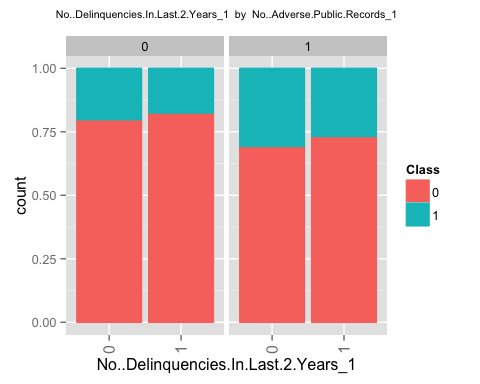 No..Delinquencies.In.Last.2.Years_1 by No..Adverse.Public.Records_1
0 1
1.00
0.75
0.50
0.25
0.00
count
0 1 0 1
No..Delinquencies.In.Last.2.Years_1
Class
0
1